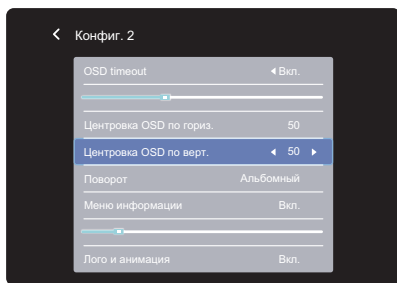 Конфиг. 2
OSD timeout Вкл.
Центровка OSD по гориз. 50
Центровка OSD по верт. 50
Поворот Альбомный
Меню информации Вкл.
Лого и анимация Вкл.